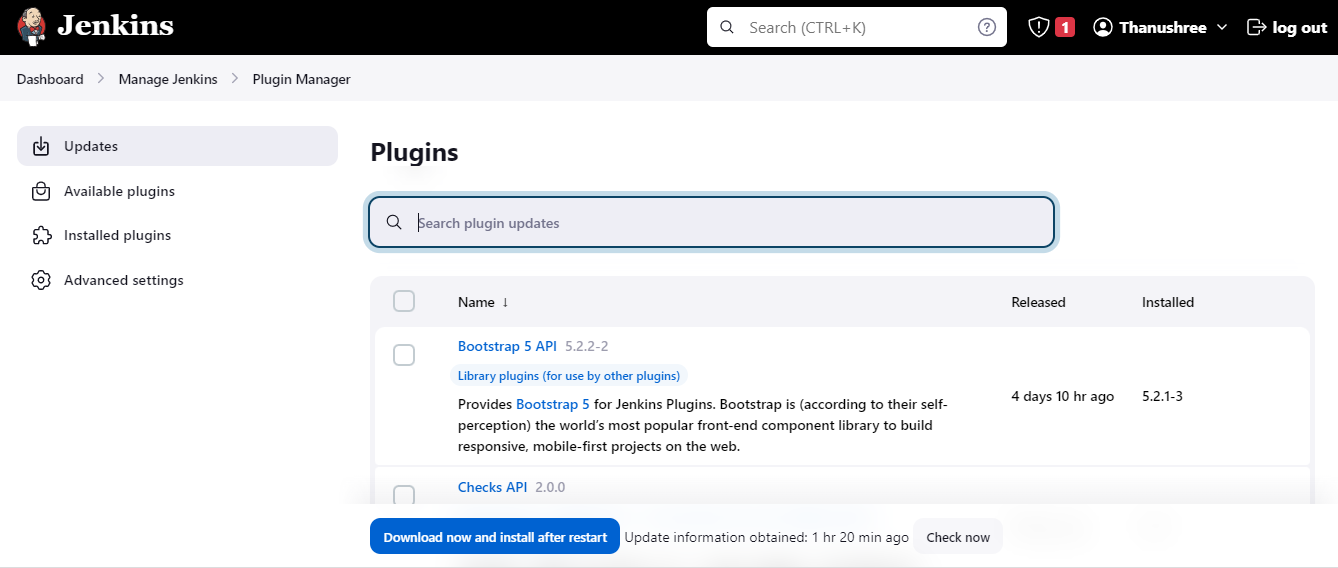 Jenkins
Search (CTRL+K)
1
Thanushree
log out
Dashboard
Manage Jenkins
Plugin Manager
Updates
Available plugins
Installed plugins
Advanced settings
Plugins
Search plugin updates
Name ↓
Released
Installed
Bootstrap 5 API 5.2.2-2
Library plugins (for use by other plugins)
Provides Bootstrap 5 for Jenkins Plugins. Bootstrap is (according to their self-
perception) the world's most popular front-end component library to build
responsive, mobile-first projects on the web.
4 days 10 hr ago
5.2.1-3
Checks API 2.0.0
Download now and install after restart
Update information obtained: 1 hr 20 min ago
Check now